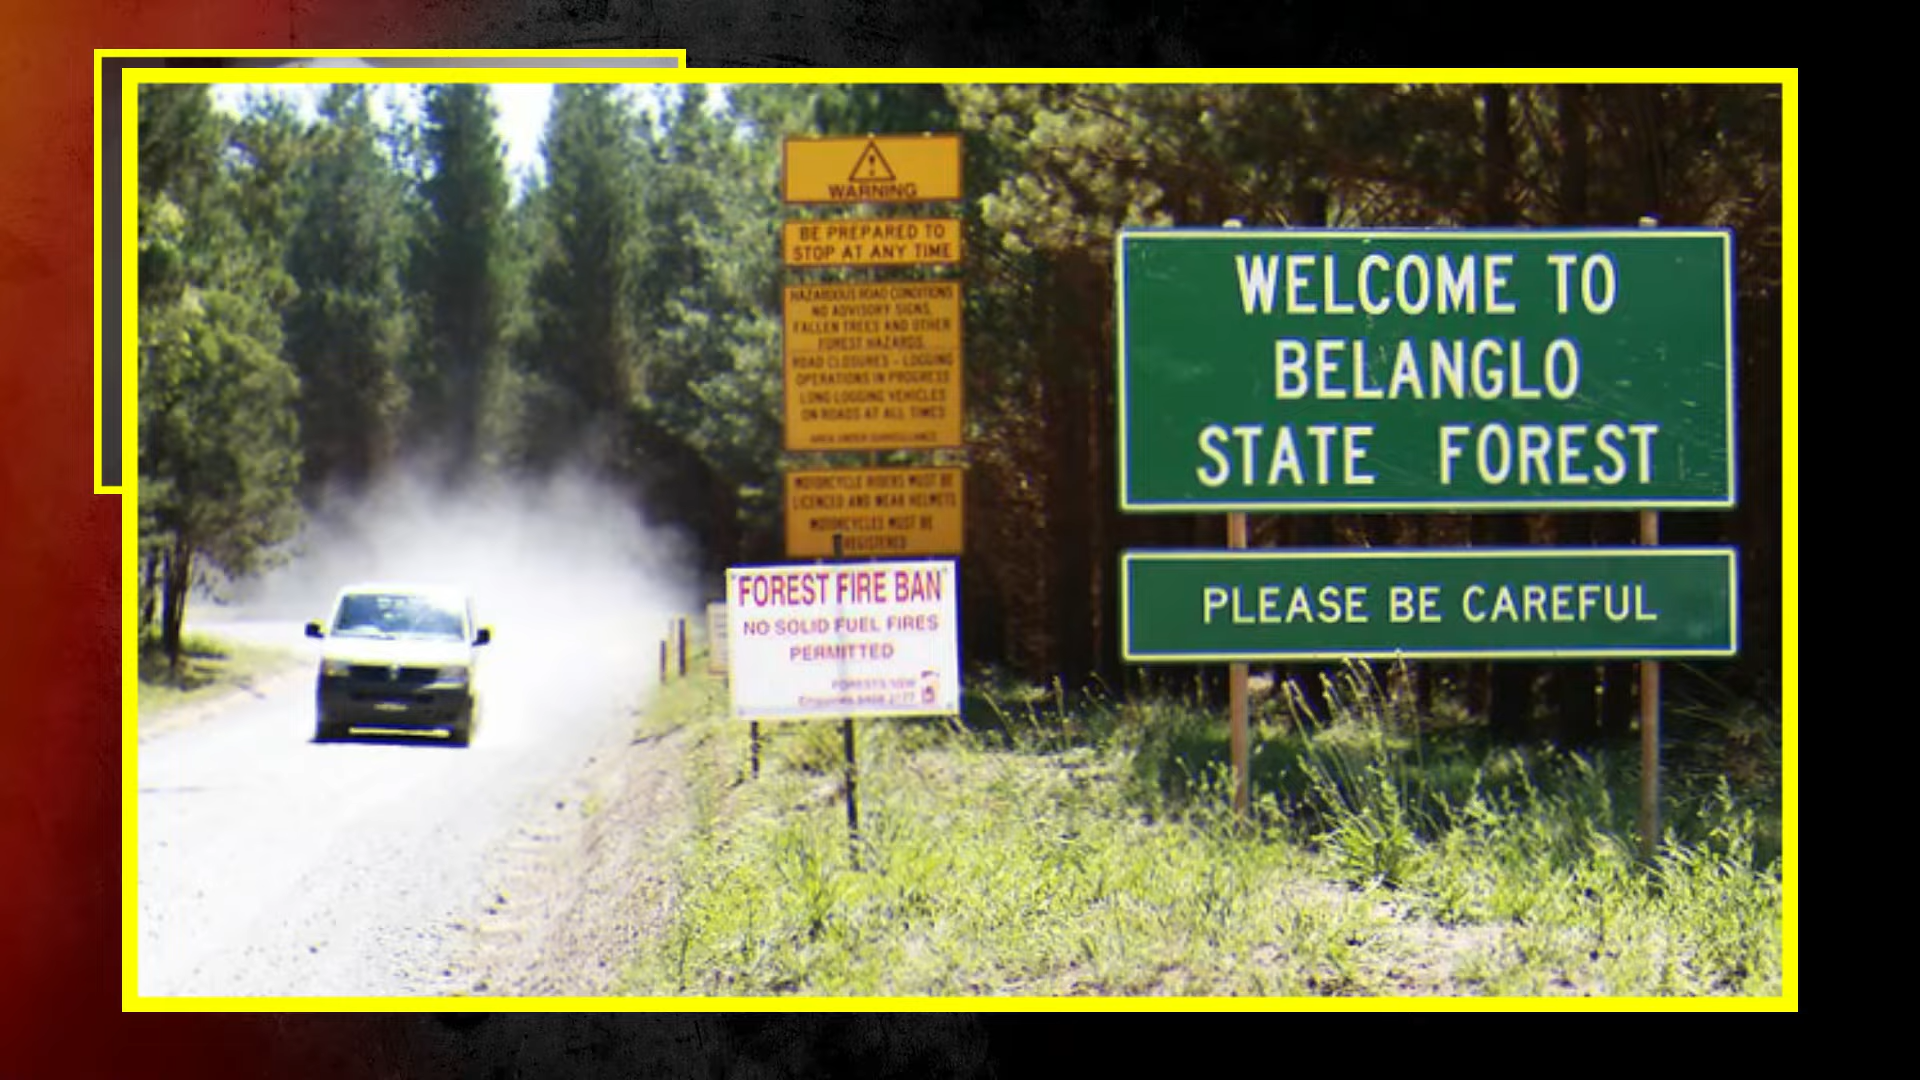 WARNING
BE PREPARED TO
STOP AT ANY TIME
HAZARDOUS ROAD CONDITIONS
NO ADVISORY SIGNS,
FALLEN TREES AND OTHER
FOREST HAZARDS.
ROAD CLOSURES - LOGGING
OPERATIONS IN PROGRESS
LONG LOGGING VEHICLES
ON ROADS AT ALL TIMES
AREA UNDER SURVEILLANCE
MOTORCYCLE RIDERS MUST BE
LICENCED AND WEAR HELMETS
MOTORCYCLES MUST BE
REGISTERED
FOREST FIRE BAN
NO SOLID FUEL FIRES
PERMITTED
FORESTS NSW
WELCOME TO
BELANGLO
STATE FOREST
PLEASE BE CAREFUL